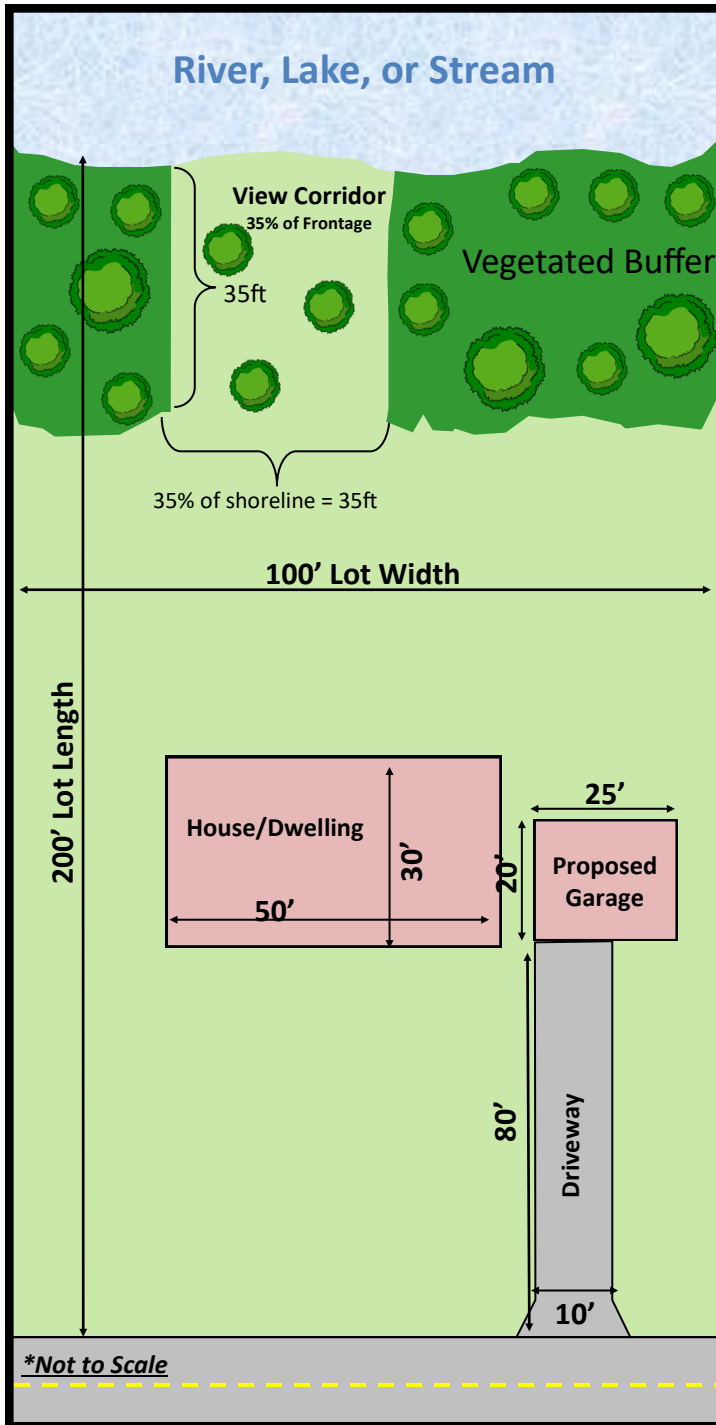 River, Lake, or Stream
View Corridor
35% of Frontage
Vegetated Buffer
35ft
35% of shoreline = 35ft
100’ Lot Width
200’ Lot Length
House/Dwelling
30’
50’
25’
20’
Proposed
Garage
80’
Driveway
10’
*Not to Scale